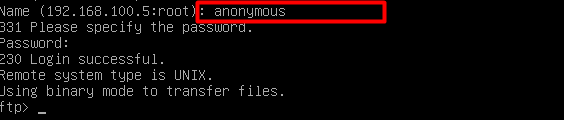 Name (192.168.100.5:root): anonymous
331 Please specify the password.
Password:
230 Login successful.
Remote system type is UNIX.
Using binary mode to transfer files.
ftp> _